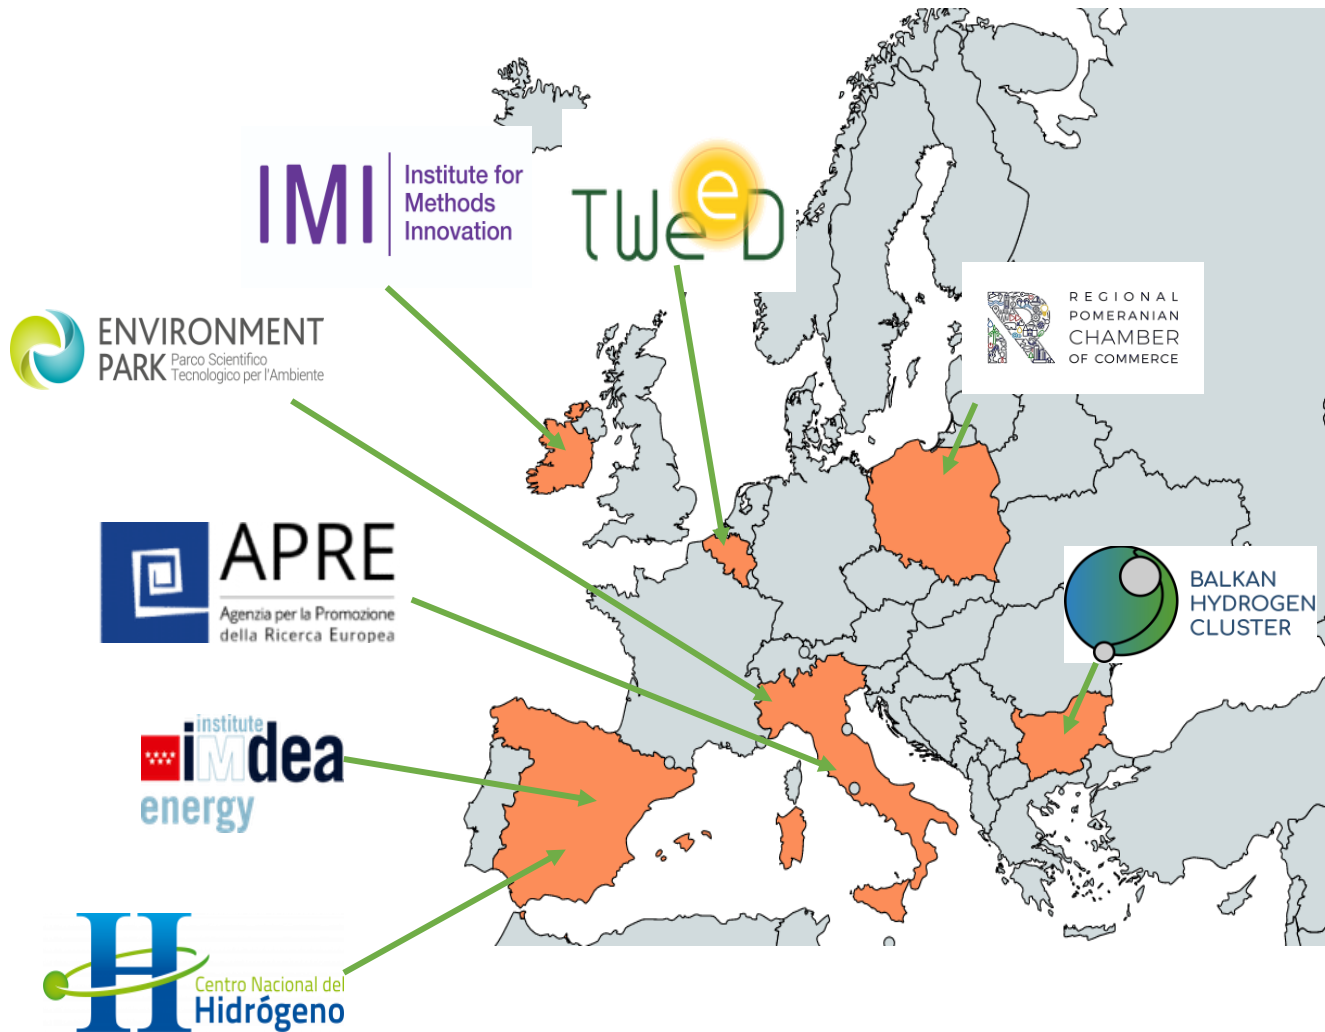 IMI
Institute for
Methods
Innovation
TWeeD
REGIONAL
POMERANIAN
CHAMBER
OF COMMERCE
R
ENVIRONMENT
PARK Parco Scientifico
Tecnologico per l'Ambiente
APRE
Agenzia per la Promozione
della Ricerca Europea
BALKAN
HYDROGEN
CLUSTER
institute
iMdea
energy
H
Centro Nacional del
Hidrógeno